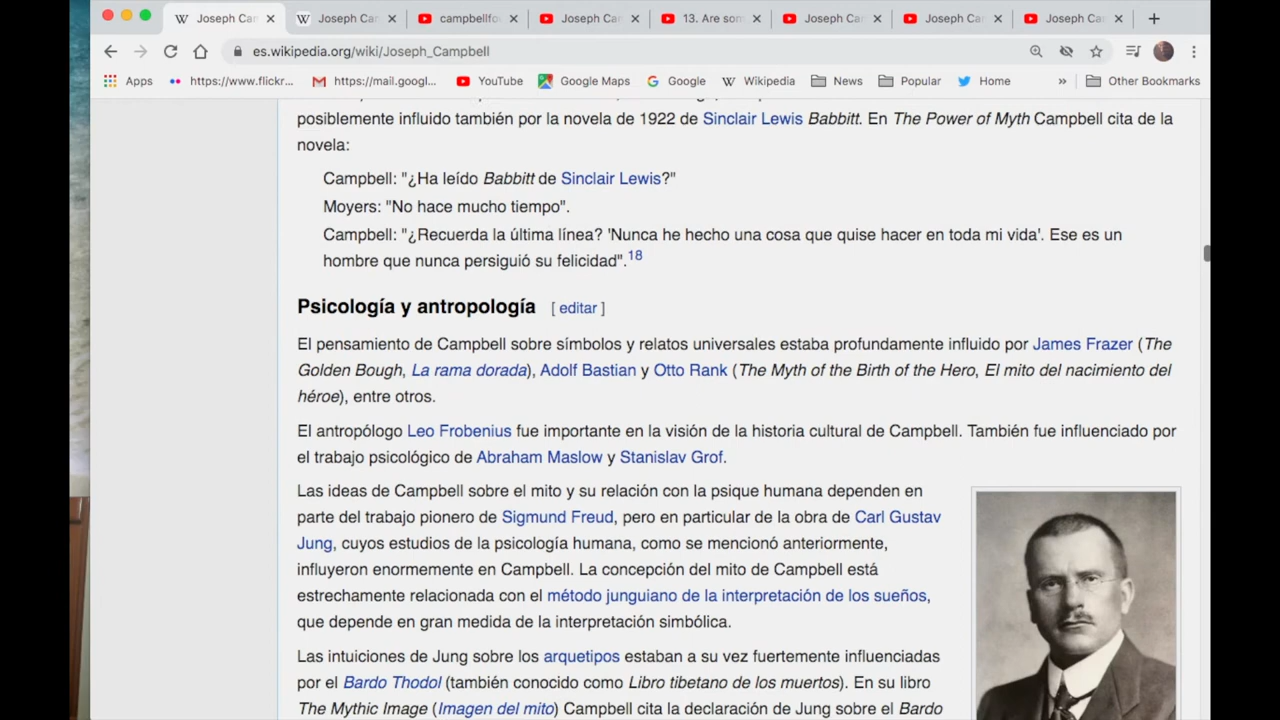 Joseph Car
Joseph Car
campbellfo
Joseph Car
13. Are son
Joseph Car
Joseph Car
Joseph Car
es.wikipedia.org/wiki/Joseph_Campbell
Apps https://www.flickr... https://mail.googl... YouTube Google Maps Google Wikipedia News Popular Home » Other Bookmarks
posiblemente influido también por la novela de 1922 de Sinclair Lewis Babbitt. En The Power of Myth Campbell cita de la
novela:
Campbell: "¿Ha leído Babbitt de Sinclair Lewis?"
Moyers: "No hace mucho tiempo".
Campbell: "¿Recuerda la última línea? 'Nunca he hecho una cosa que quise hacer en toda mi vida'. Ese es un
hombre que nunca persiguió su felicidad".18
Psicología y antropología [ editar ]
El pensamiento de Campbell sobre símbolos y relatos universales estaba profundamente influido por James Frazer (The
Golden Bough, La rama dorada), Adolf Bastian y Otto Rank (The Myth of the Birth of the Hero, El mito del nacimiento del
héroe), entre otros.
El antropólogo Leo Frobenius fue importante en la visión de la historia cultural de Campbell. También fue influenciado por
el trabajo psicológico de Abraham Maslow y Stanislav Grof.
Las ideas de Campbell sobre el mito y su relación con la psique humana dependen en
parte del trabajo pionero de Sigmund Freud, pero en particular de la obra de Carl Gustav
Jung, cuyos estudios de la psicología humana, como se mencionó anteriormente,
influyeron enormemente en Campbell. La concepción del mito de Campbell está
estrechamente relacionada con el método junguiano de la interpretación de los sueños,
que depende en gran medida de la interpretación simbólica.
Las intuiciones de Jung sobre los arquetipos estaban a su vez fuertemente influenciadas
por el Bardo Thodol (también conocido como Libro tibetano de los muertos). En su libro
The Mythic Image (Imagen del mito) Campbell cita la declaración de Jung sobre el Bardo